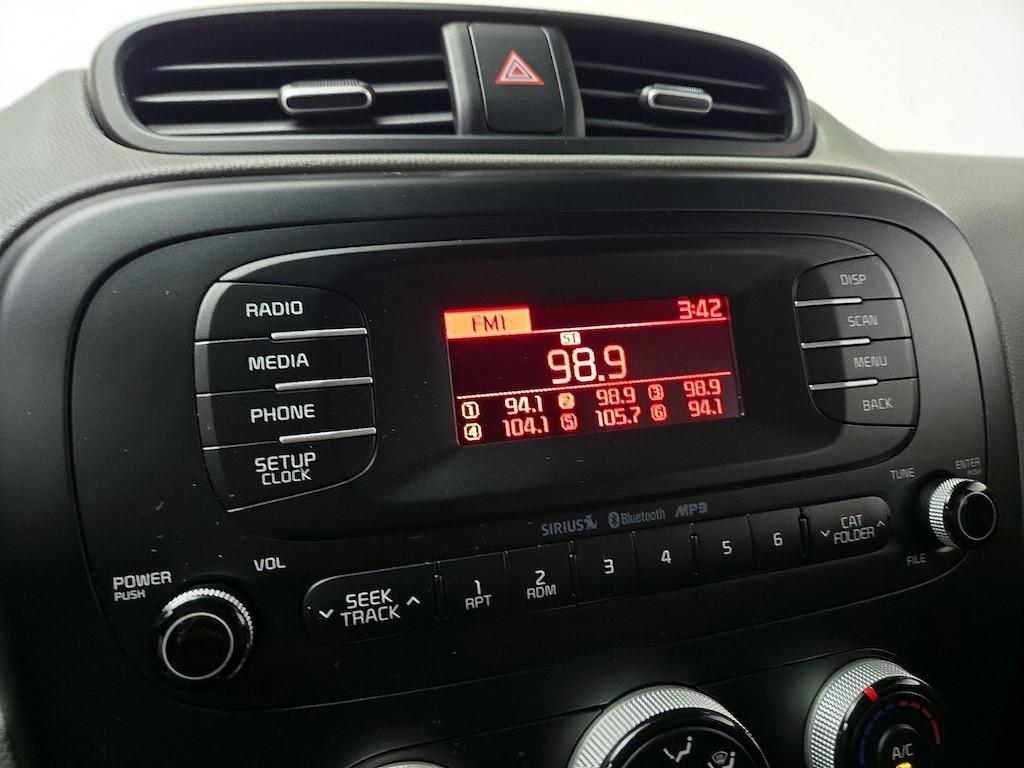 RADIO
MEDIA
PHONE
SETUP
CLOCK
FM1
3:42
ST
98.9
1 94.1 2 98.9 3 98.9
4 104.1 5 105.7 6 94.1
DISP
SCAN
MENU
BACK
SIRIUS Bluetooth MP3
TUNE
ENTER
PUSH
FILE
POWER
PUSH
VOL
SEEK
TRACK
1
RPT
2
RDM
3
4
5
6
CAT
FOLDER
A/C